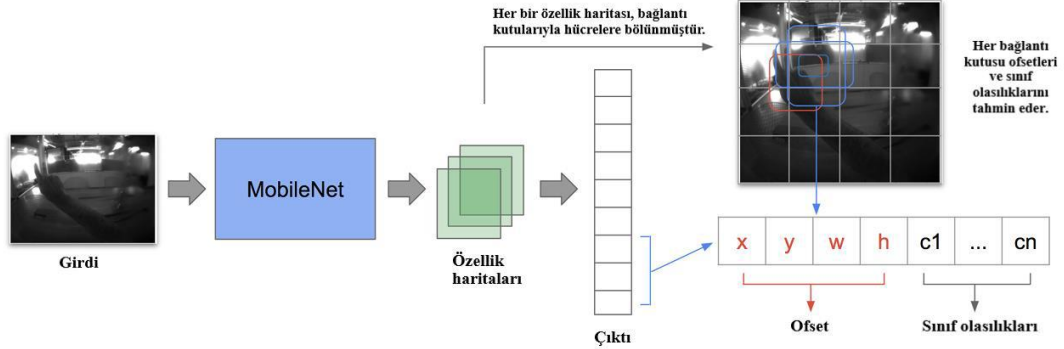 Her bir özellik haritası, bağlantı
kutularıyla hücrelere bölünmüştür.
Her bağlantı
kutusu ofsetleri
ve sınıf
olasılıklarını
tahmin eder.
MobileNet
Girdi
Özellik
haritaları
Çıktı
x y w h c1 ... cn
Ofset
Sınıf olasılıkları